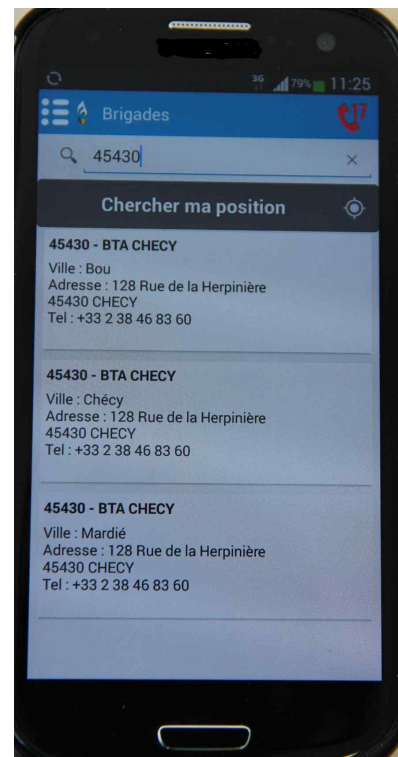 3G 79% 11:25
Brigades 17
45430 ×
Chercher ma position
45430 - BTA CHECY
Ville : Bou
Adresse : 128 Rue de la Herpinière
45430 CHECY
Tel : +33 2 38 46 83 60
45430 - BTA CHECY
Ville : Chécy
Adresse : 128 Rue de la Herpinière
45430 CHECY
Tel : +33 2 38 46 83 60
45430 - BTA CHECY
Ville : Mardié
Adresse : 128 Rue de la Herpinière
45430 CHECY
Tel : +33 2 38 46 83 60